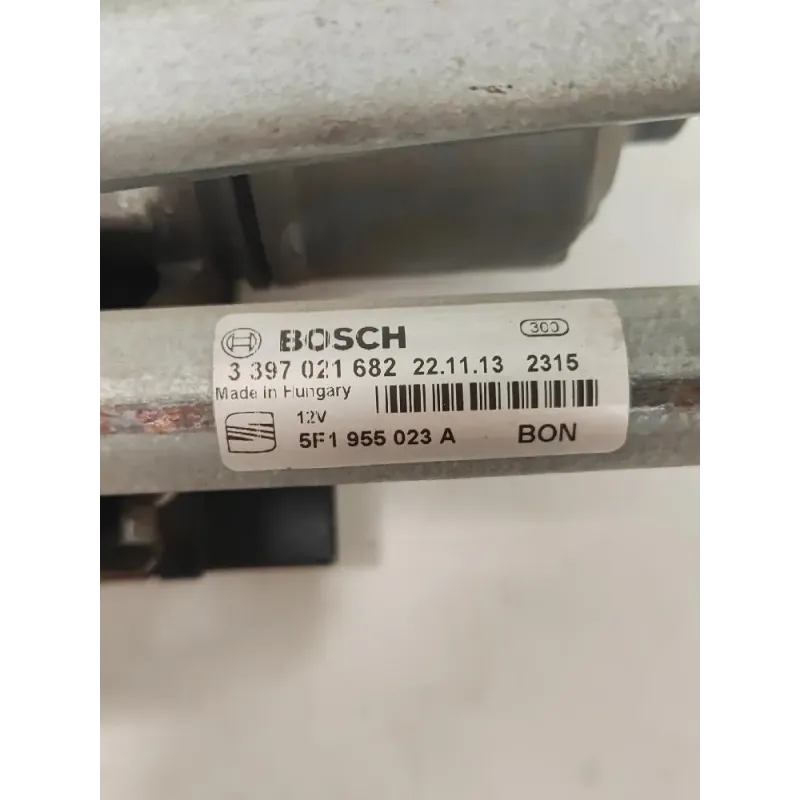 BOSCH 300
3 397 021 682 22.11.13 2315
Made in Hungary
12V
5F1 955 023 A BON